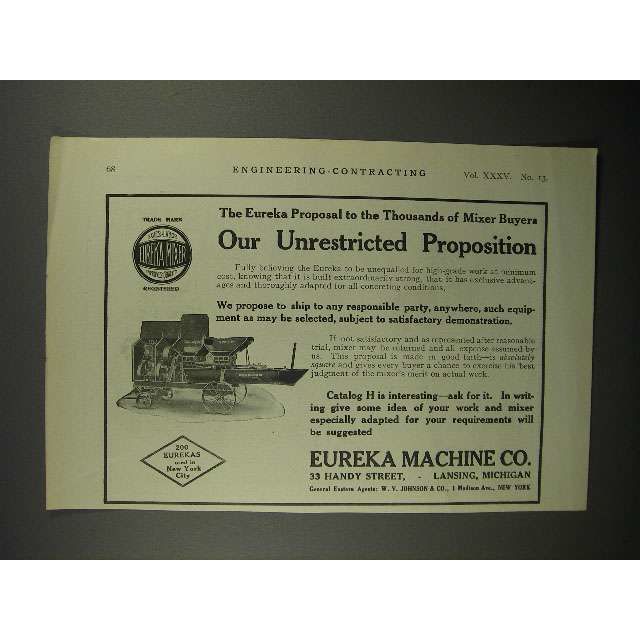 68
ENGINEERING-CONTRACTING
Vol. XXXV. No. 13.
TRADE MARK
EUREKA MIXER
REGISTERED
The Eureka Proposal to the Thousands of Mixer Buyers
Our Unrestricted Proposition
Fully believing the Eureka to be unequalled for high-grade work at minimum
cost, knowing that it is built extraordinarily strong, that it has exclusive advant-
ages and thoroughly adapted for all concreting conditions,
We propose to ship to any responsible party, anywhere, such equip-
ment as may be selected, subject to satisfactory demonstration.
If not satisfactory and as represented after reasonable
trial, mixer may be returned and all expense assumed by
us. This proposal is made in good faith—is absolutely
square and gives every buyer a chance to exercise his best
judgment of the mixer's merit on actual work.
Catalog H is interesting—ask for it. In writ-
ing give some idea of your work and mixer
especially adapted for your requirements will
be suggested
200
EUREKAS
used in
New York
City
EUREKA MACHINE CO.
33 HANDY STREET, - LANSING, MICHIGAN
General Eastern Agents: W. V. JOHNSON & CO., 1 Madison Ave., NEW YORK